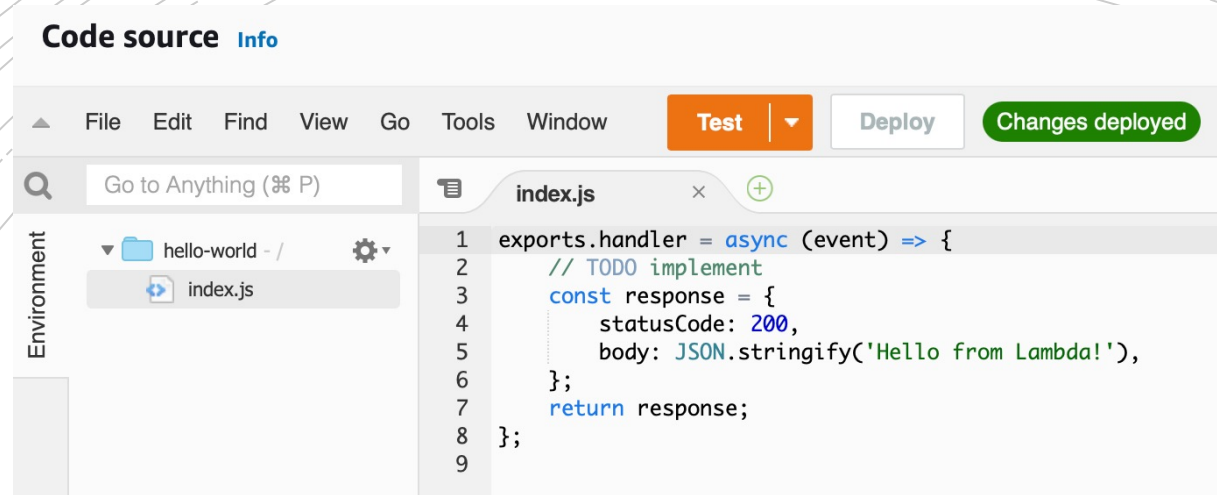 Code source Info
File Edit Find View Go Tools Window Test Deploy Changes deployed
Go to Anything (⌘ P)
index.js
Environment
hello-world - /
index.js
1 exports.handler = async (event) => {
2     // TODO implement
3     const response = {
4         statusCode: 200,
5         body: JSON.stringify('Hello from Lambda!'),
6     };
7     return response;
8 };
9